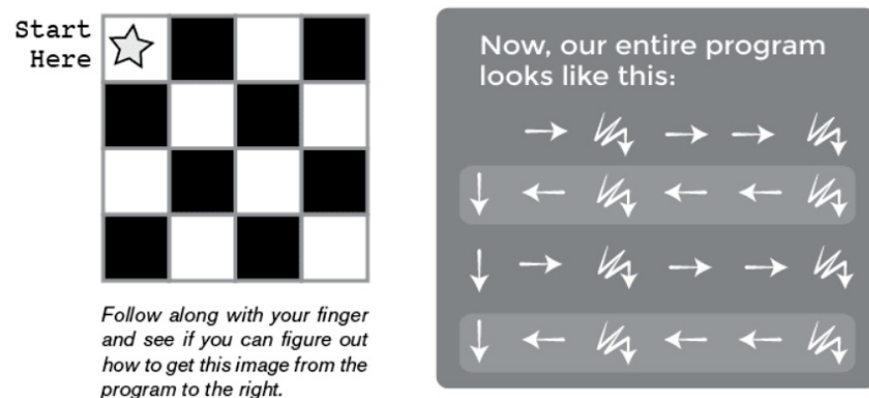 Start
Here
Follow along with your finger
and see if you can figure out
how to get this image from the
program to the right.
Now, our entire program
looks like this: